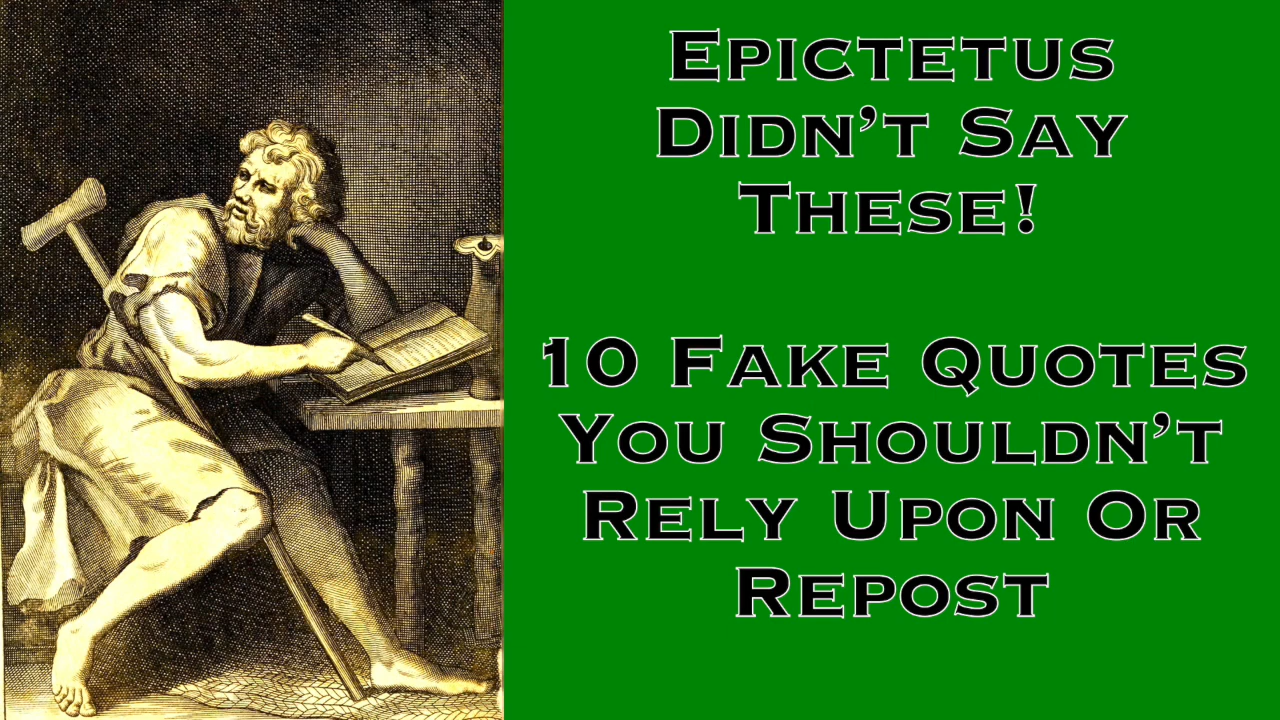 Epictetus
Didn't Say
These!
10 Fake Quotes
You Shouldn't
Rely Upon Or
Repost